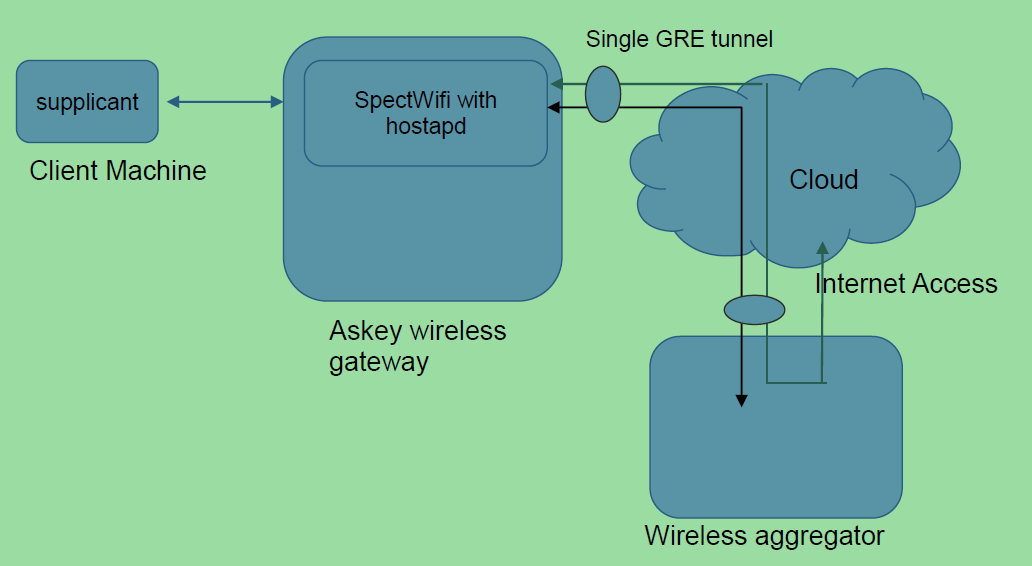 Single GRE tunnel
supplicant
SpectWifi with
hostapd
Client Machine
Cloud
Internet Access
Askey wireless
gateway
Wireless aggregator